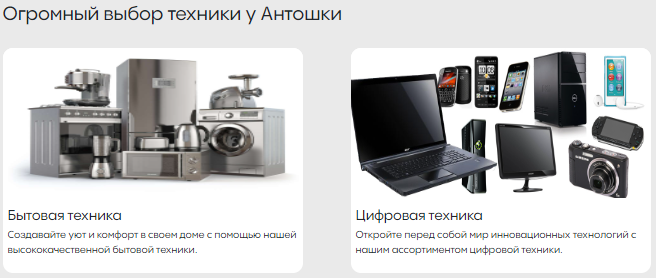 Огромный выбор техники у Антошки
Бытовая техника
Создавайте уют и комфорт в своем доме с помощью нашей
высококачественной бытовой техники.
Цифровая техника
Откройте перед собой мир инновационных технологий с
нашим ассортиментом цифровой техники.